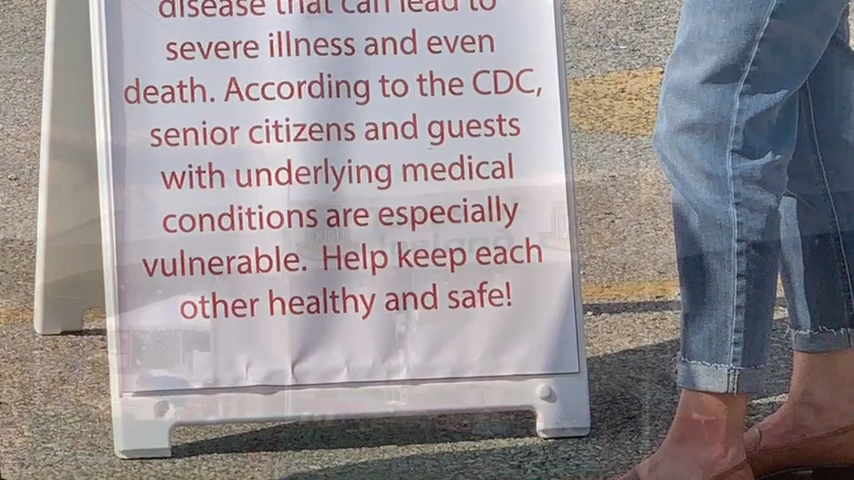 disease that can lead to
severe illness and even
death. According to the CDC,
senior citizens and guests
with underlying medical
conditions are especially
vulnerable. Help keep each
other healthy and safe!